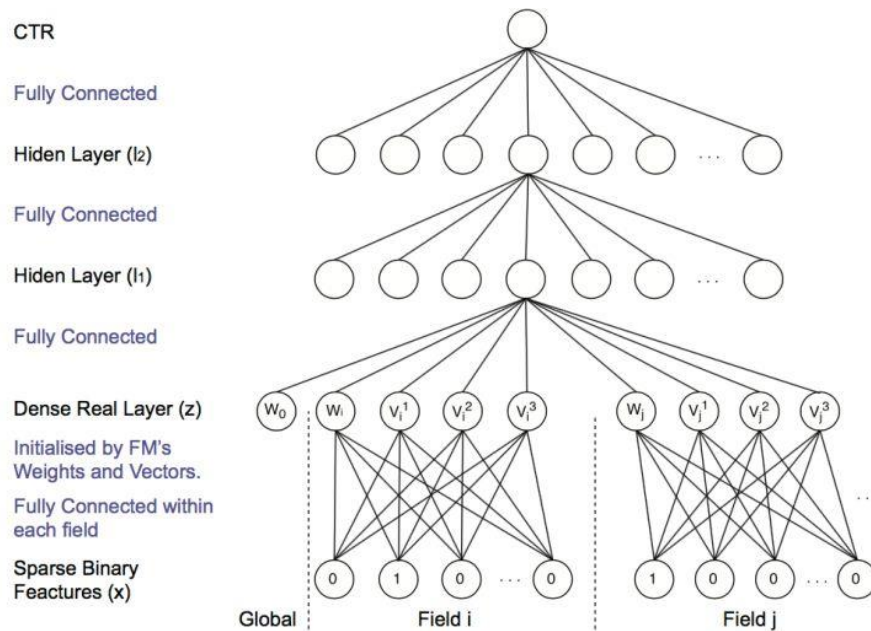 CTR
Fully Connected
Hiden Layer (l2)
. . .
Fully Connected
Hiden Layer (l1)
. . .
Fully Connected
Dense Real Layer (z)
W0
Wi
Vi1
Vi2
Vi3
Wj
Vj1
Vj2
Vj3
Initialised by FM's
Weights and Vectors.
Fully Connected within
each field
. .
Sparse Binary
Feactures (x)
0 1 0 . . . 0
1 0 0 . . . 0
Global
Field i
Field j